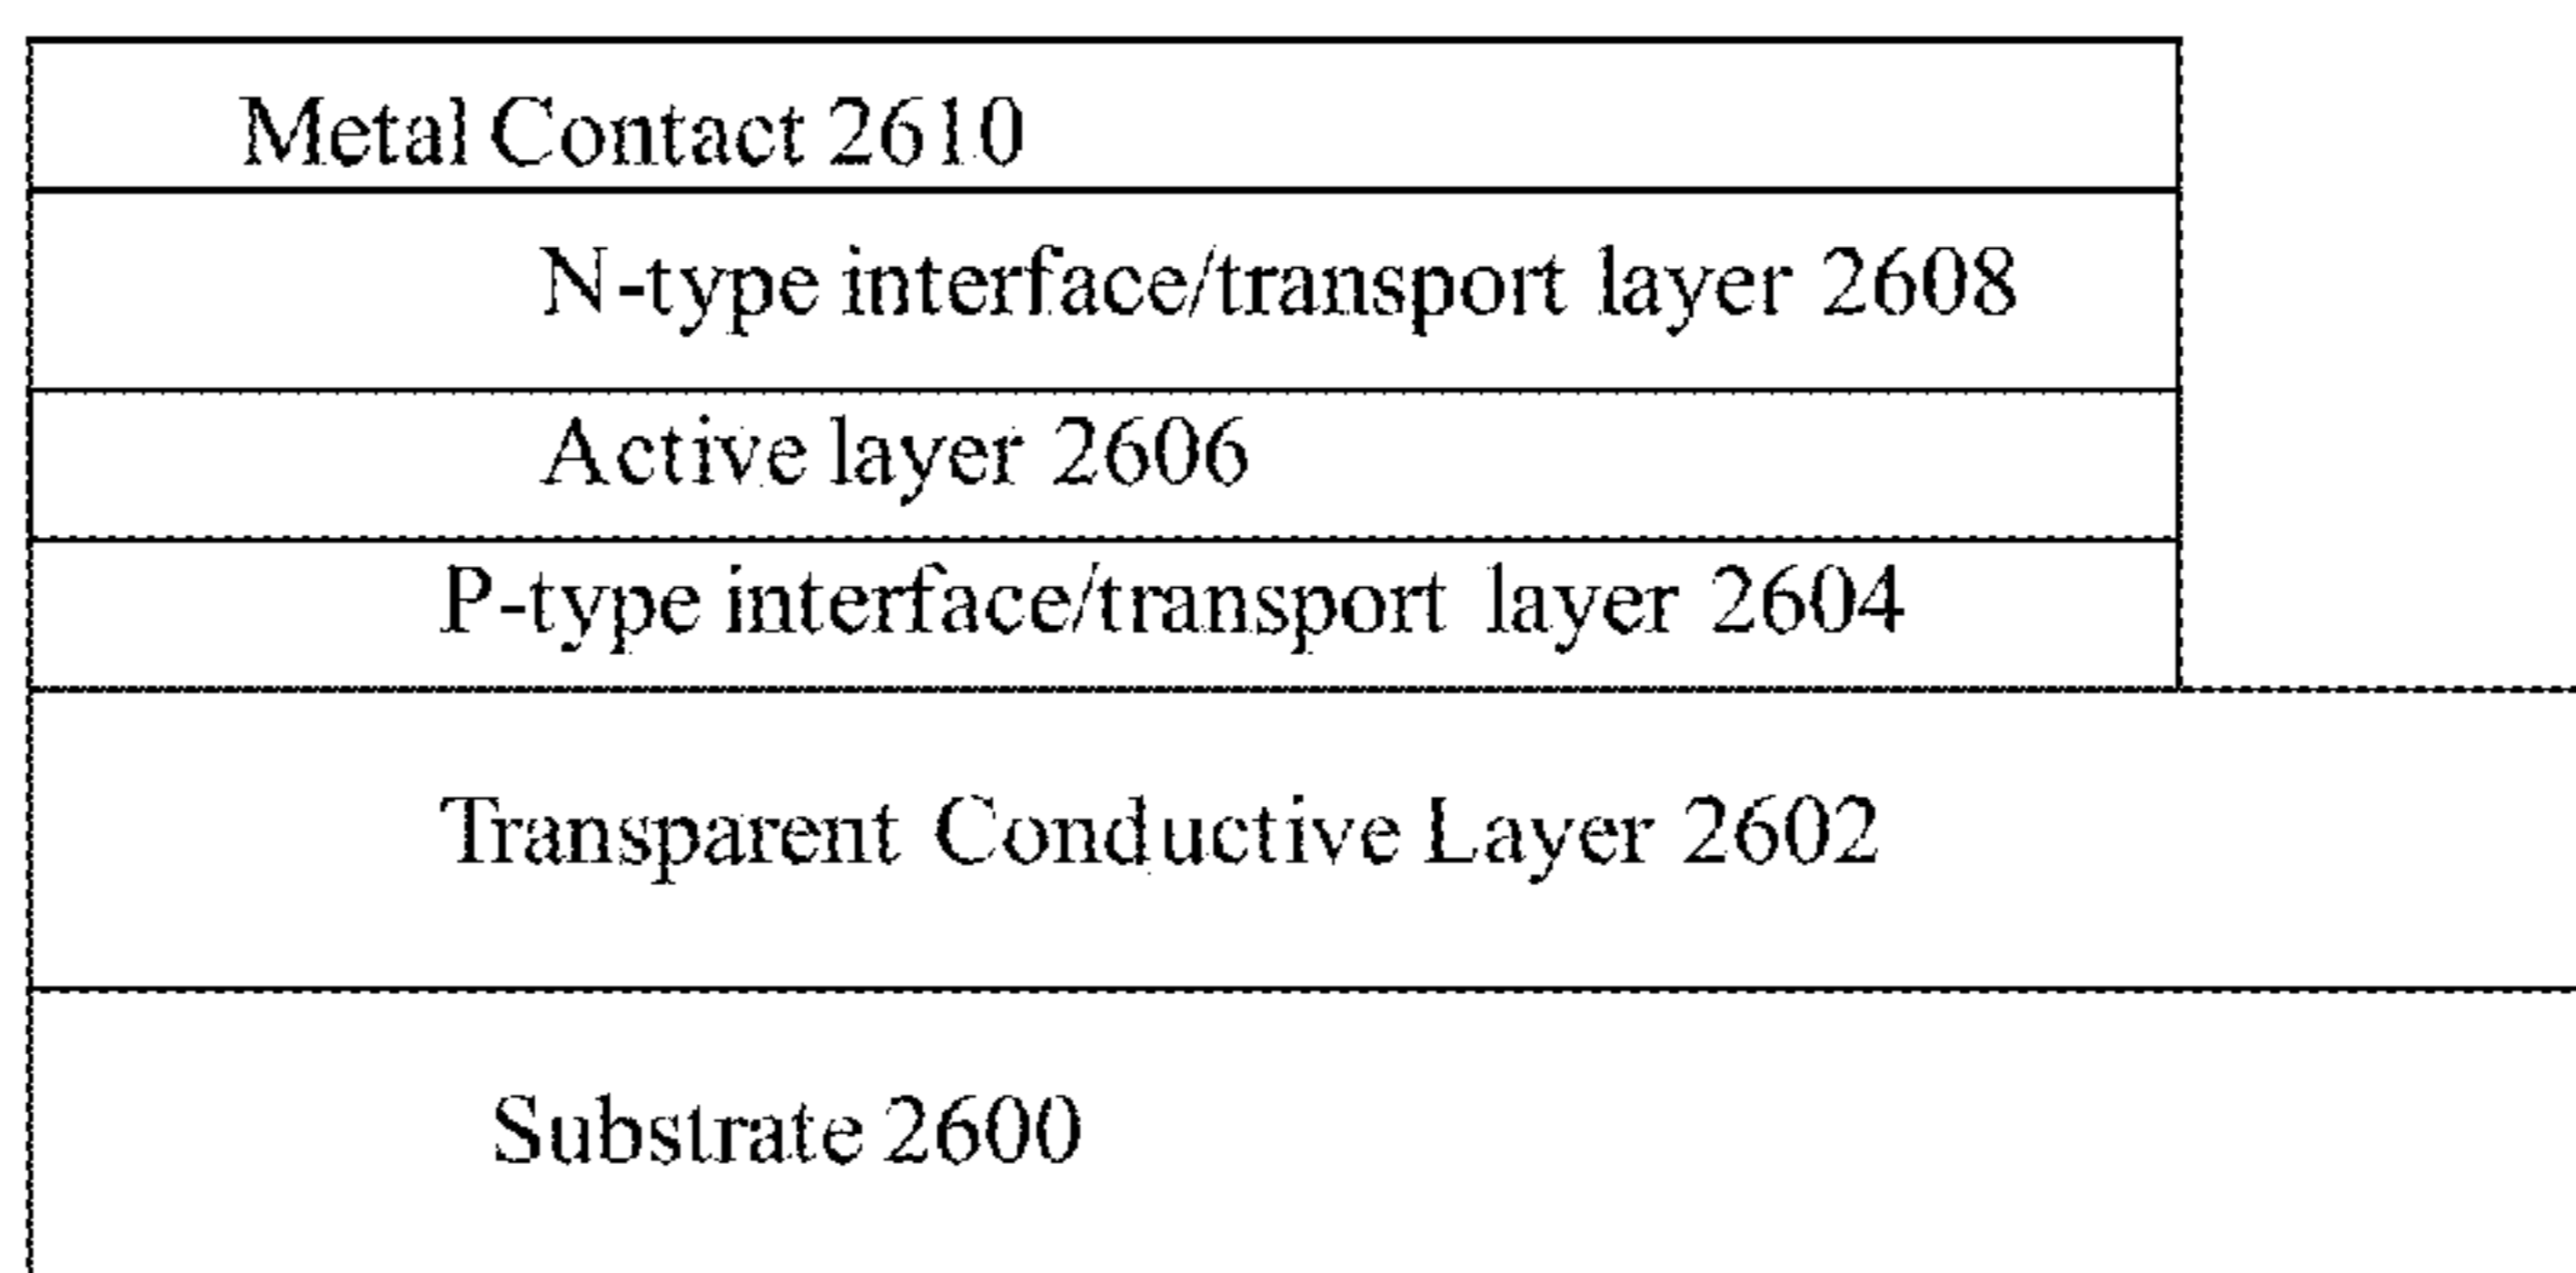 Metal Contact 2610
N-type interface/transport layer 2608
Active layer 2606
P-type interface/transport layer 2604
Transparent Conductive Layer 2602
Substrate 2600